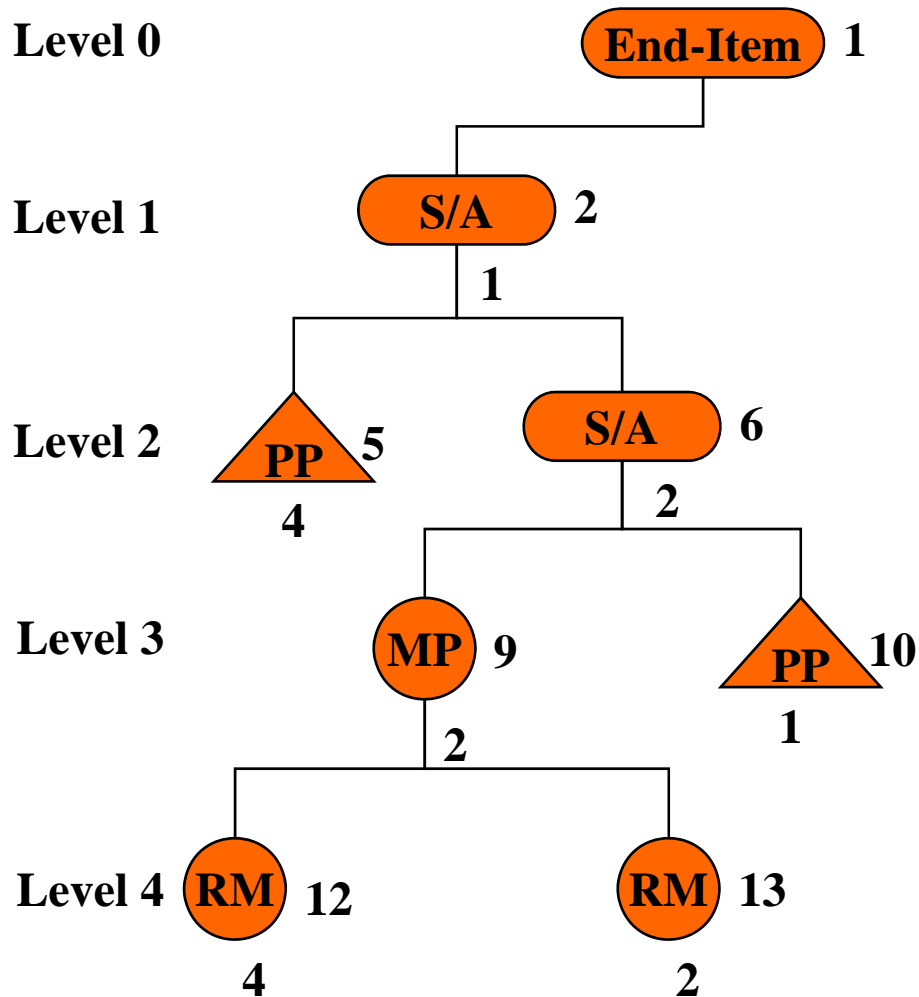 Level 0 End-Item 1
Level 1 S/A 2
1
Level 2 PP 5 S/A 6
4 2
Level 3 MP 9 PP 10
2 1
Level 4 RM 12 RM 13
4 2